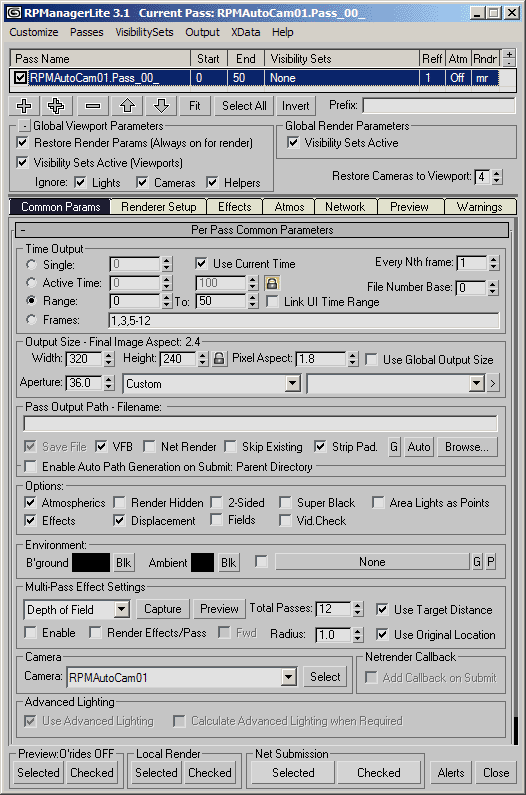 RPManagerLite 3.1 Current Pass: RPMAutoCam01.Pass_00_
Customize Passes VisibilitySets Output XData Help
Pass Name Start End Visibility Sets Reff Atm Rndr + -
RPMAutoCam01.Pass_00_ 0 50 None 1 Off mr
Fit Select All Invert Prefix:
- Global Viewport Parameters Global Render Parameters
Restore Render Params (Always on for render) Visibility Sets Active
Visibility Sets Active (Viewports)
Ignore: Lights Cameras Helpers Restore Cameras to Viewport: 4
Common Params Renderer Setup Effects Atmos Network Preview Warnings
- Per Pass Common Parameters
Time Output
Single: 0 Use Current Time Every Nth frame: 1
Active Time: 0 100
Range: 0 To: 50 Link UI Time Range File Number Base: 0
Frames: 1,3,5-12
Output Size - Final Image Aspect: 2.4
Width: 320 Height: 240 Pixel Aspect: 1.8 Use Global Output Size
Aperture: 36.0 Custom >
Pass Output Path - Filename:
Save File VFB Net Render Skip Existing Strip Pad. G Auto Browse...
Enable Auto Path Generation on Submit: Parent Directory
Options:
Atmospherics Render Hidden 2-Sided Super Black Area Lights as Points
Effects Displacement Fields Vid.Check
Environment:
B'ground Blk Ambient Blk None G P
Multi-Pass Effect Settings
Depth of Field Capture Preview Total Passes: 12 Use Target Distance
Enable Render Effects/Pass Fwd Radius: 1.0 Use Original Location
Camera Netrender Callback
Camera: RPMAutoCam01 Select Add Callback on Submit
Advanced Lighting
Use Advanced Lighting Calculate Advanced Lighting when Required
Preview:O'rides OFF Local Render Net Submission
Selected Checked Selected Checked Selected Checked Alerts Close